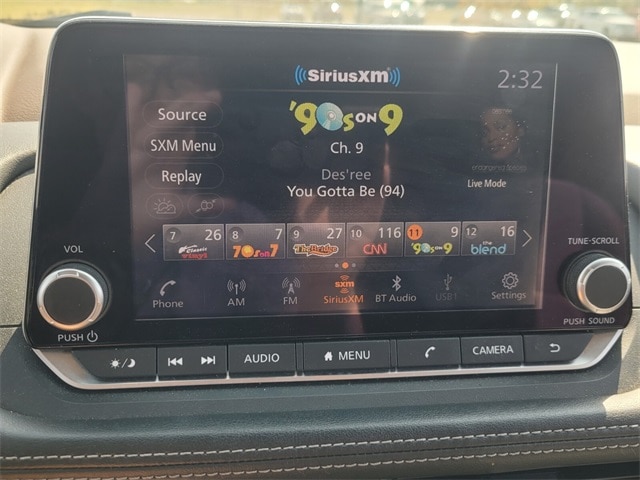 SiriusXM
2:32
Source
'90s ON 9
SXM Menu
Ch. 9
Replay
Des'ree
You Gotta Be (94)
Live Mode
7 26 8 7 9 27 10 116 11 9 12 16
70s on 7 The Bridge CNN '90s ON 9 the blend
VOL
TUNE·SCROLL
Phone AM FM sxm SiriusXM BT Audio USB1 Settings
PUSH
PUSH SOUND
AUDIO MENU CAMERA